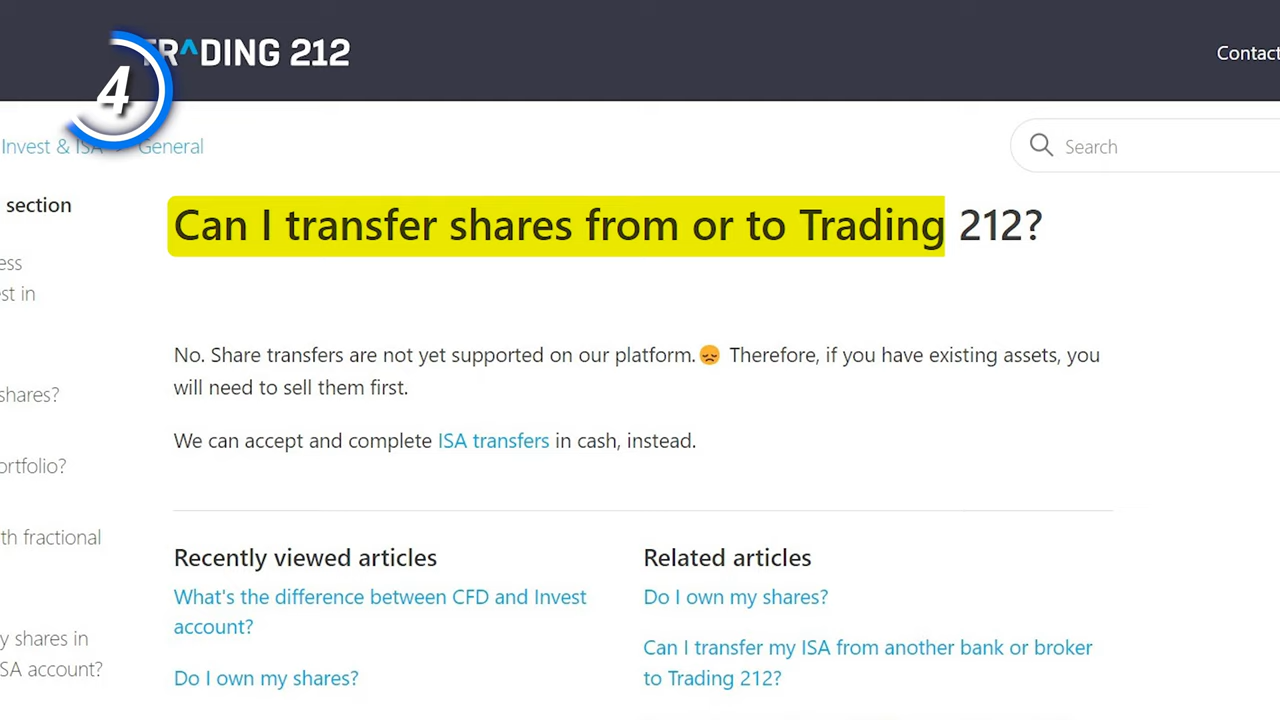 TR^DING 212
4
Contact
Invest & ISA > General
Search
section
Can I transfer shares from or to Trading 212?
ess
est in
No. Share transfers are not yet supported on our platform.😞 Therefore, if you have existing assets, you
will need to sell them first.
shares?
We can accept and complete ISA transfers in cash, instead.
ortfolio?
th fractional
Recently viewed articles
Related articles
What's the difference between CFD and Invest
account?
Do I own my shares?
y shares in
SA account?
Do I own my shares?
Can I transfer my ISA from another bank or broker
to Trading 212?